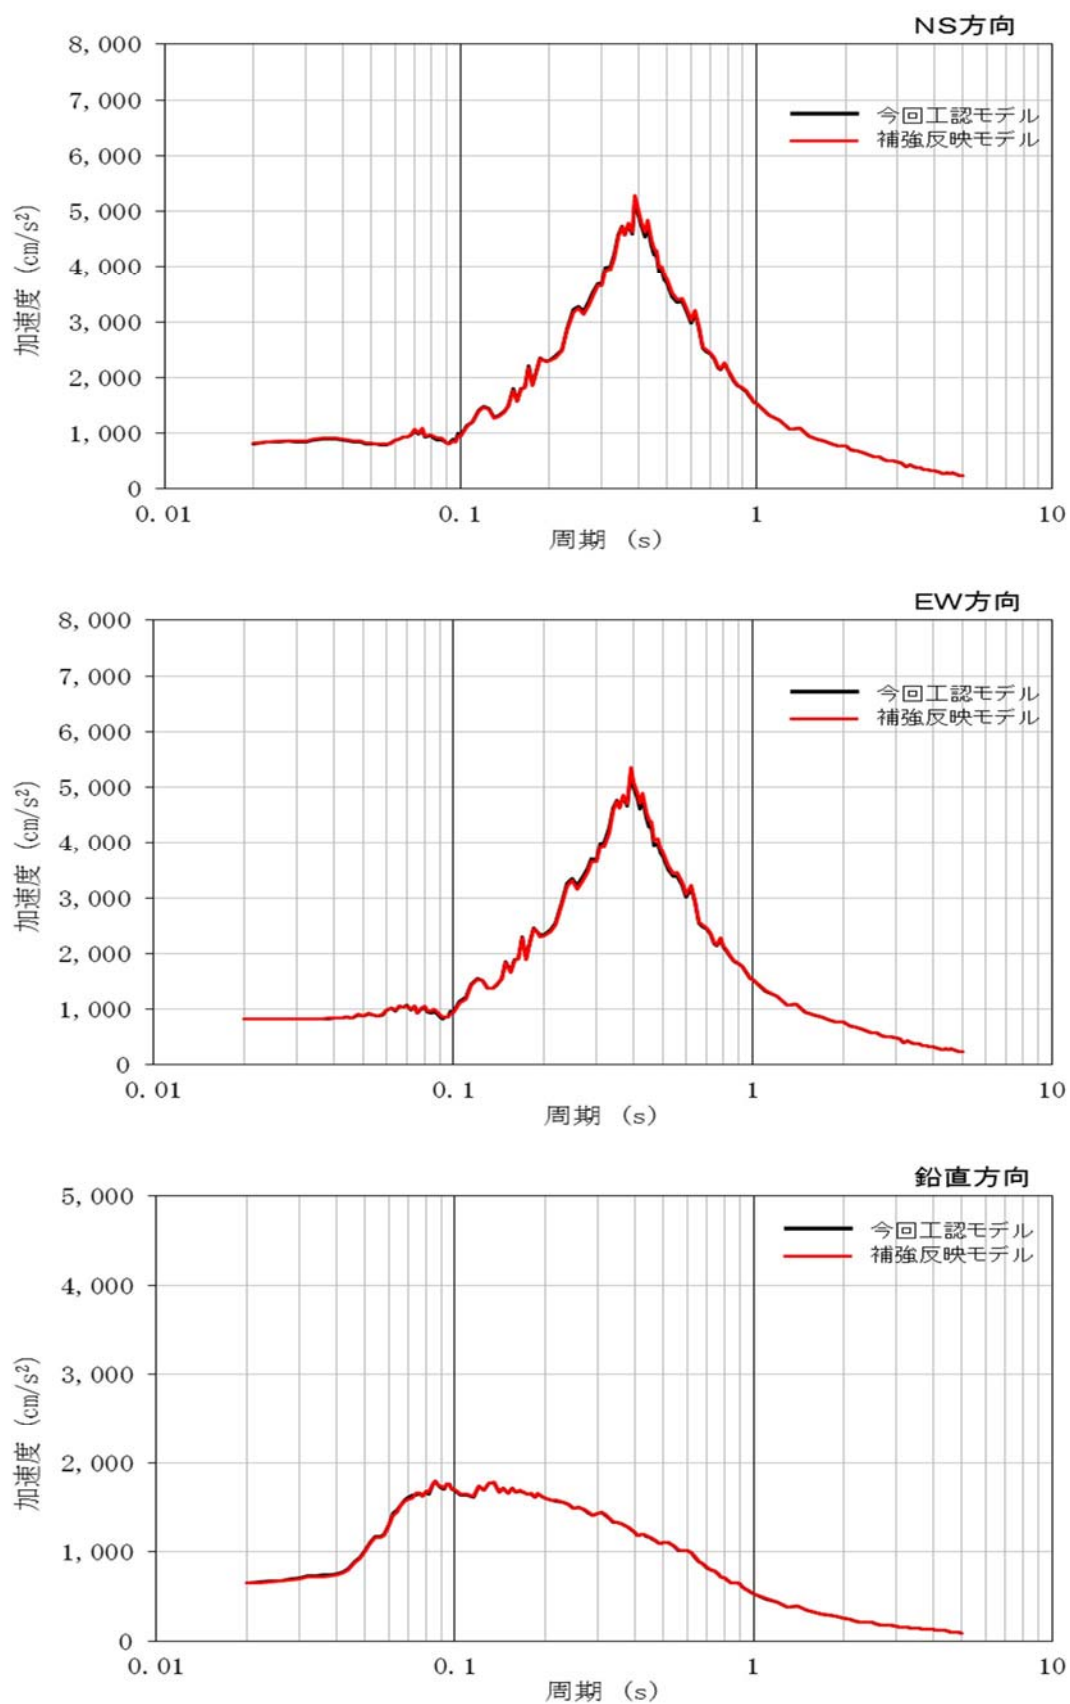 NS方向
8,000
7,000
6,000
5,000
4,000
3,000
2,000
1,000
0
加速度 (cm/s²)
今回工認モデル
補強反映モデル
0.01 0.1 1 10
周期 (s)
EW方向
8,000
7,000
6,000
5,000
4,000
3,000
2,000
1,000
0
加速度 (cm/s²)
今回工認モデル
補強反映モデル
0.01 0.1 1 10
周期 (s)
鉛直方向
5,000
4,000
3,000
2,000
1,000
0
加速度 (cm/s²)
今回工認モデル
補強反映モデル
0.01 0.1 1 10
周期 (s)